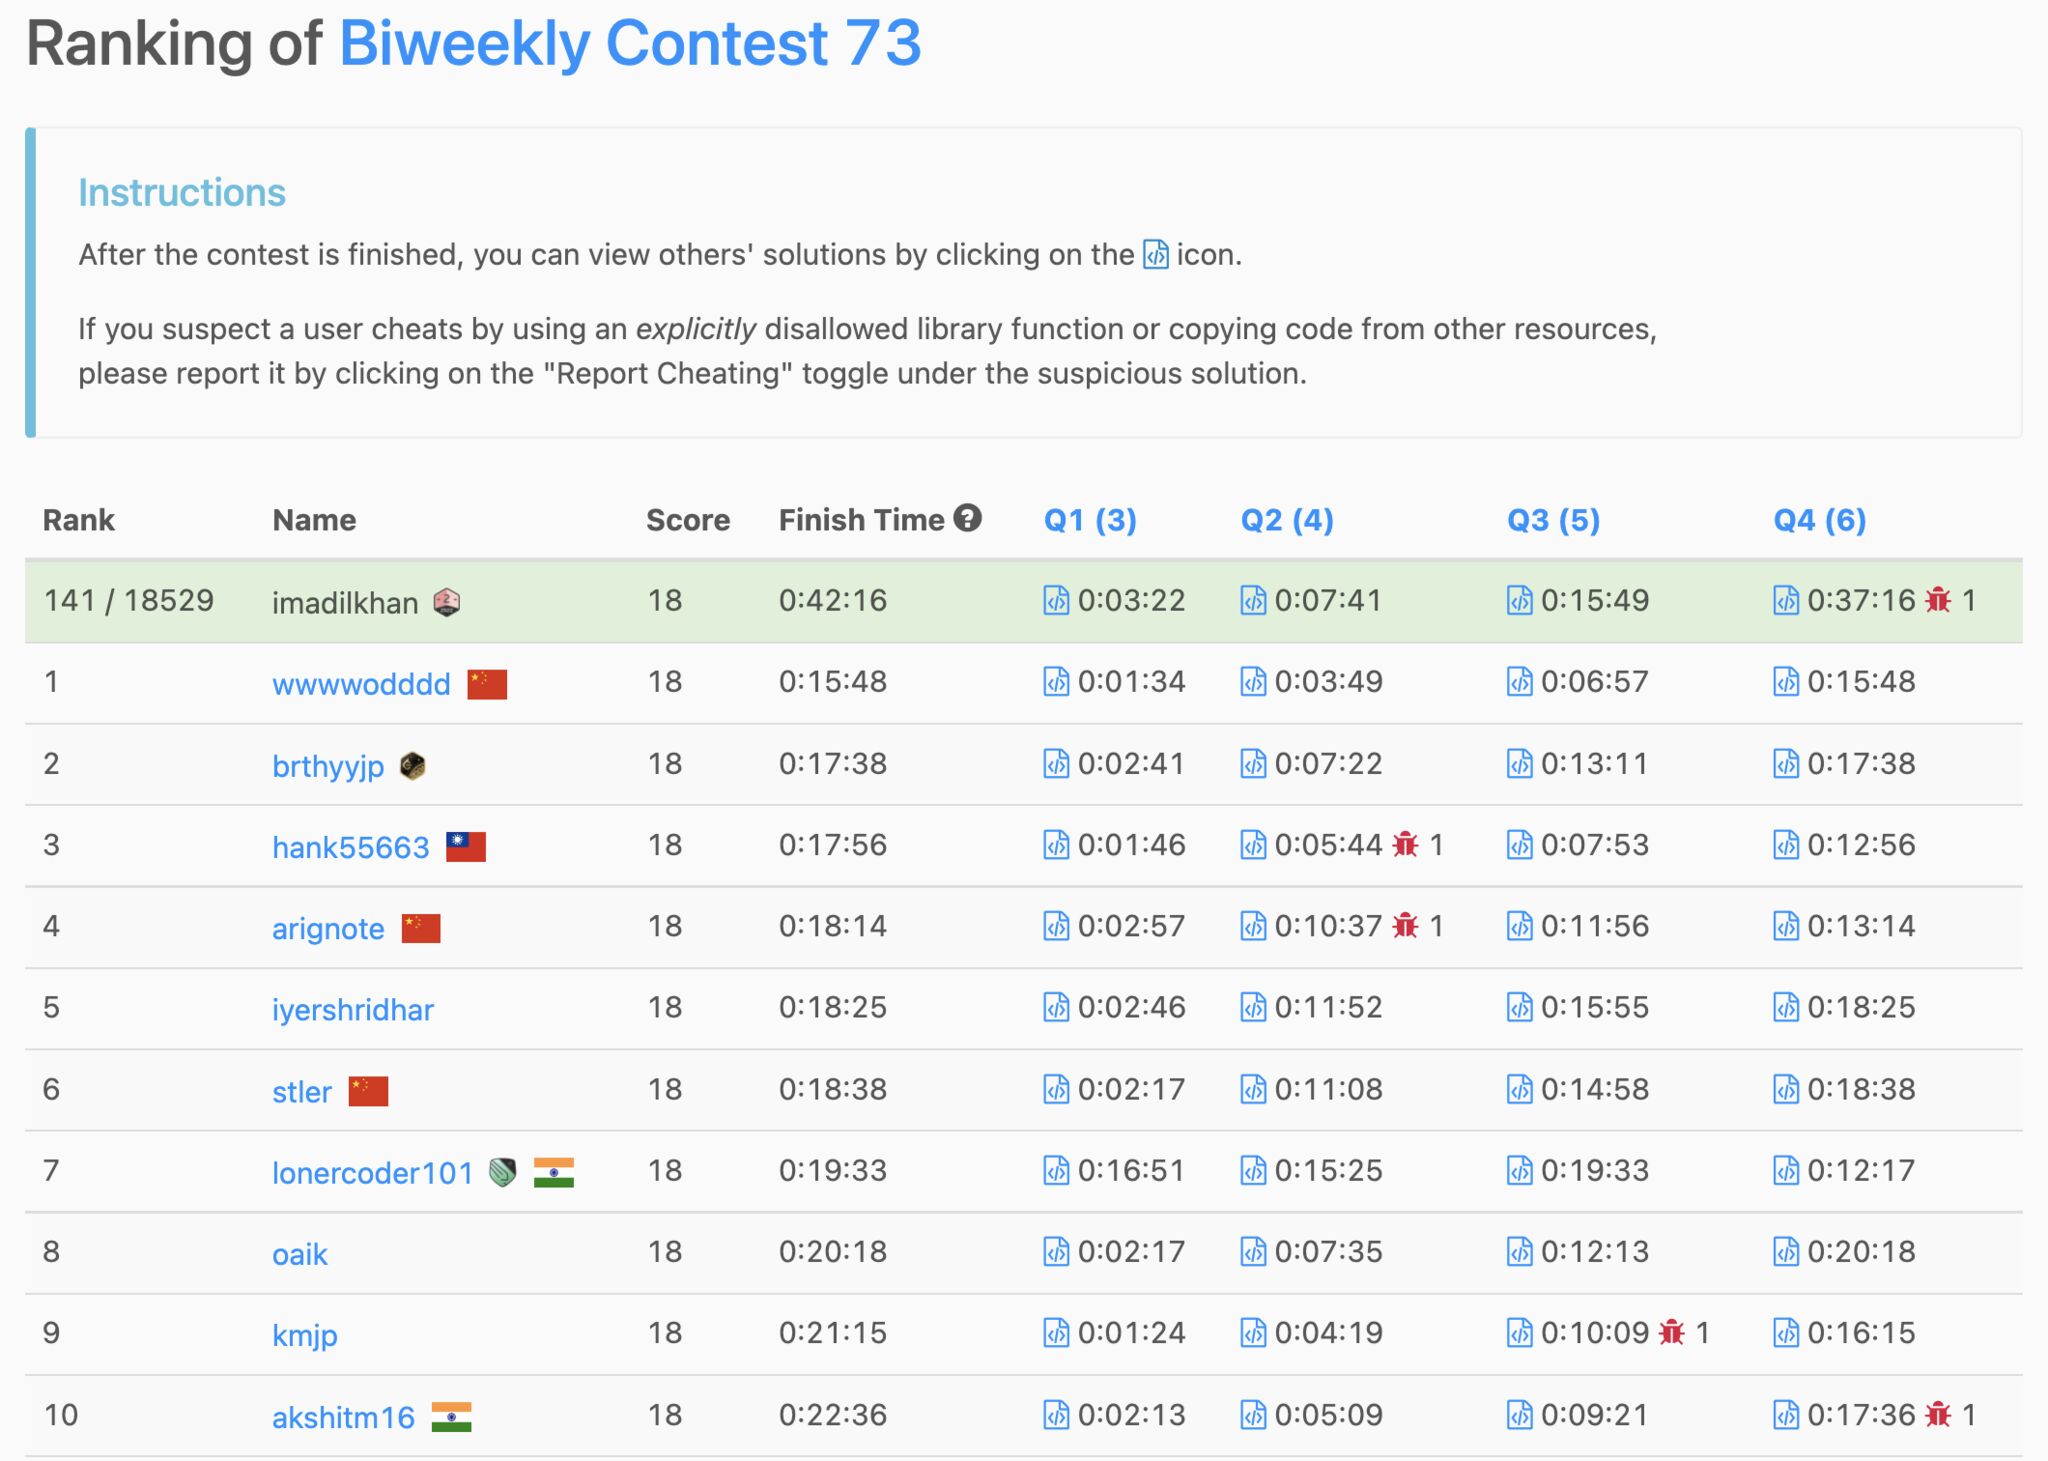 Ranking of Biweekly Contest 73
Instructions
After the contest is finished, you can view others' solutions by clicking on the icon.
If you suspect a user cheats by using an explicitly disallowed library function or copying code from other resources,
please report it by clicking on the "Report Cheating" toggle under the suspicious solution.
Rank Name Score Finish Time Q1 (3) Q2 (4) Q3 (5) Q4 (6)
141 / 18529 imadilkhan 18 0:42:16 0:03:22 0:07:41 0:15:49 0:37:16 1
1 wwwwodddd 18 0:15:48 0:01:34 0:03:49 0:06:57 0:15:48
2 brthyyjp 18 0:17:38 0:02:41 0:07:22 0:13:11 0:17:38
3 hank55663 18 0:17:56 0:01:46 0:05:44 1 0:07:53 0:12:56
4 arignote 18 0:18:14 0:02:57 0:10:37 1 0:11:56 0:13:14
5 iyershridhar 18 0:18:25 0:02:46 0:11:52 0:15:55 0:18:25
6 stler 18 0:18:38 0:02:17 0:11:08 0:14:58 0:18:38
7 lonercoder101 18 0:19:33 0:16:51 0:15:25 0:19:33 0:12:17
8 oaik 18 0:20:18 0:02:17 0:07:35 0:12:13 0:20:18
9 kmjp 18 0:21:15 0:01:24 0:04:19 0:10:09 1 0:16:15
10 akshitm16 18 0:22:36 0:02:13 0:05:09 0:09:21 0:17:36 1